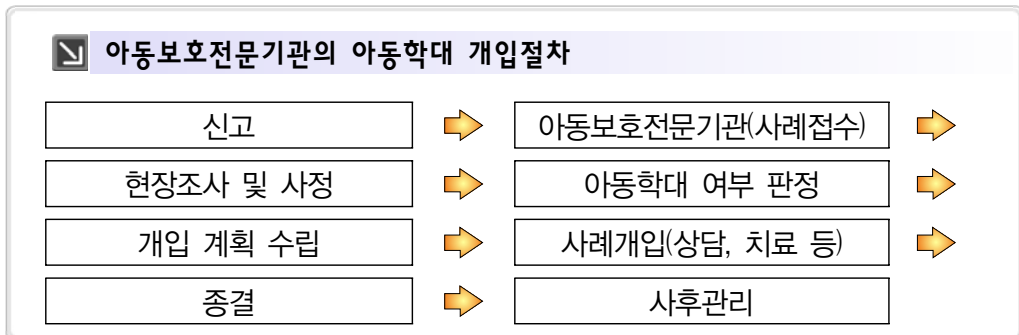 아동보호전문기관의 아동학대 개입절차
신고 아동보호전문기관(사례접수)
현장조사 및 사정 아동학대 여부 판정
개입 계획 수립 사례개입(상담, 치료 등)
종결 사후관리